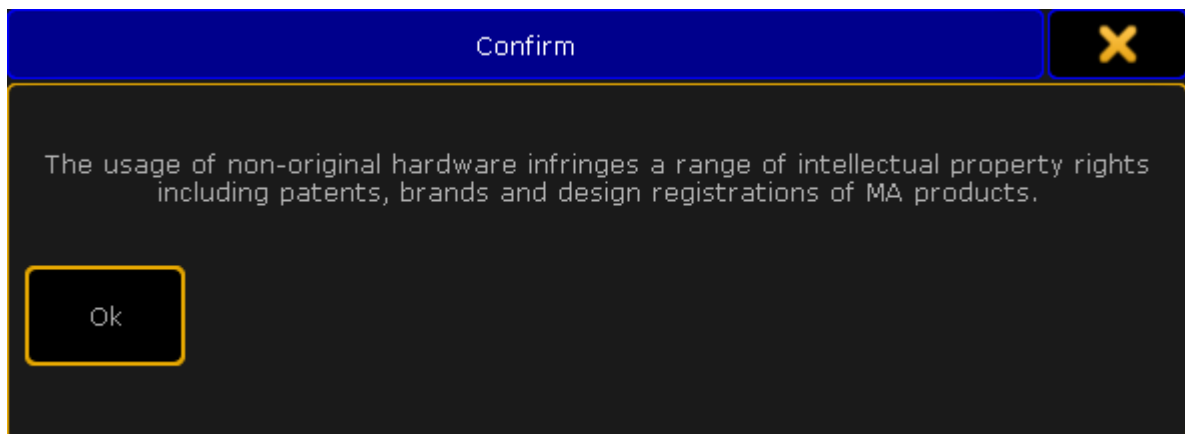 Confirm
The usage of non-original hardware infringes a range of intellectual property rights
including patents, brands and design registrations of MA products.
Ok